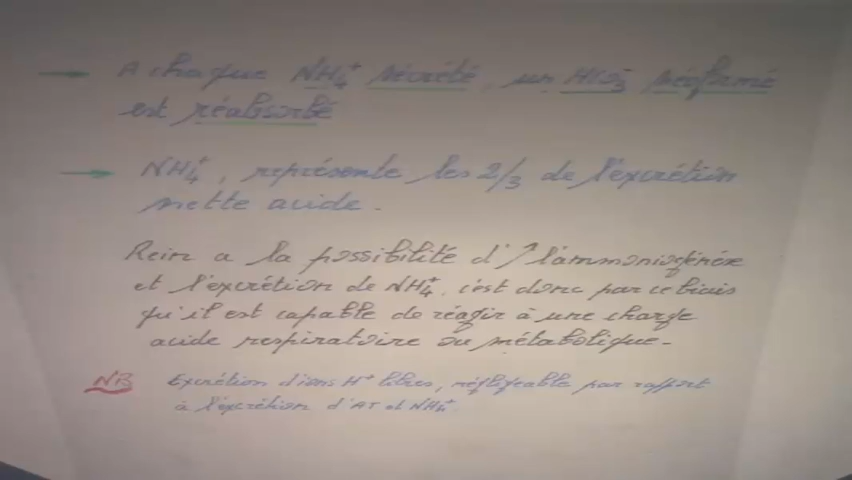 → A chaque NH₄⁺ sécrété, un HCO₃⁻ néoformé
est réabsorbé
→ NH₄⁺, représente les 2/3 de l'excrétion
nette acide.
Rein a la possibilité d'↗ l'ammoniogénèse
et l'excrétion de NH₄⁺, c'est donc par ce biais
qu'il est capable de réagir à une charge
acide respiratoire ou métabolique.
NB Excrétion d'ions H⁺ libres, négligeable par rapport
à l'excrétion d'AT et NH₄⁺.